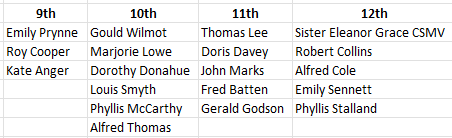 9th 10th 11th 12th
Emily Prynne Gould Wilmot Thomas Lee Sister Eleanor Grace CSMV
Roy Cooper Marjorie Lowe Doris Davey Robert Collins
Kate Anger Dorothy Donahue John Marks Alfred Cole
Louis Smyth Fred Batten Emily Sennett
Phyllis McCarthy Gerald Godson Phyllis Stalland
Alfred Thomas